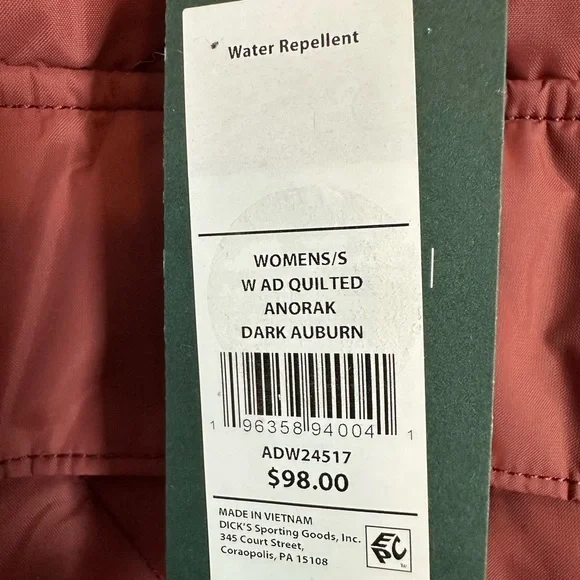 Water Repellent
WOMENS/S
W AD QUILTED
ANORAK
DARK AUBURN
1 96358 94004 1
ADW24517
$98.00
MADE IN VIETNAM
DICK'S Sporting Goods, Inc.
345 Court Street,
Coraopolis, PA 15108
EPC